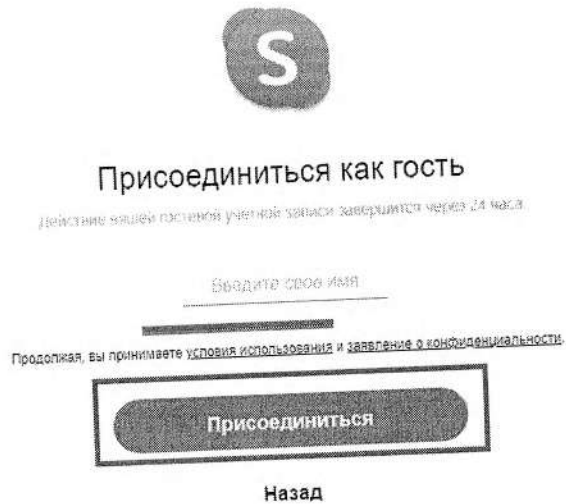 S
Присоединиться как гость
Действие вашей гостевой учетной записи завершится через 24 часа.
Введите свое имя
Продолжая, вы принимаете условия использования и заявление о конфиденциальности.
Присоединиться
Назад